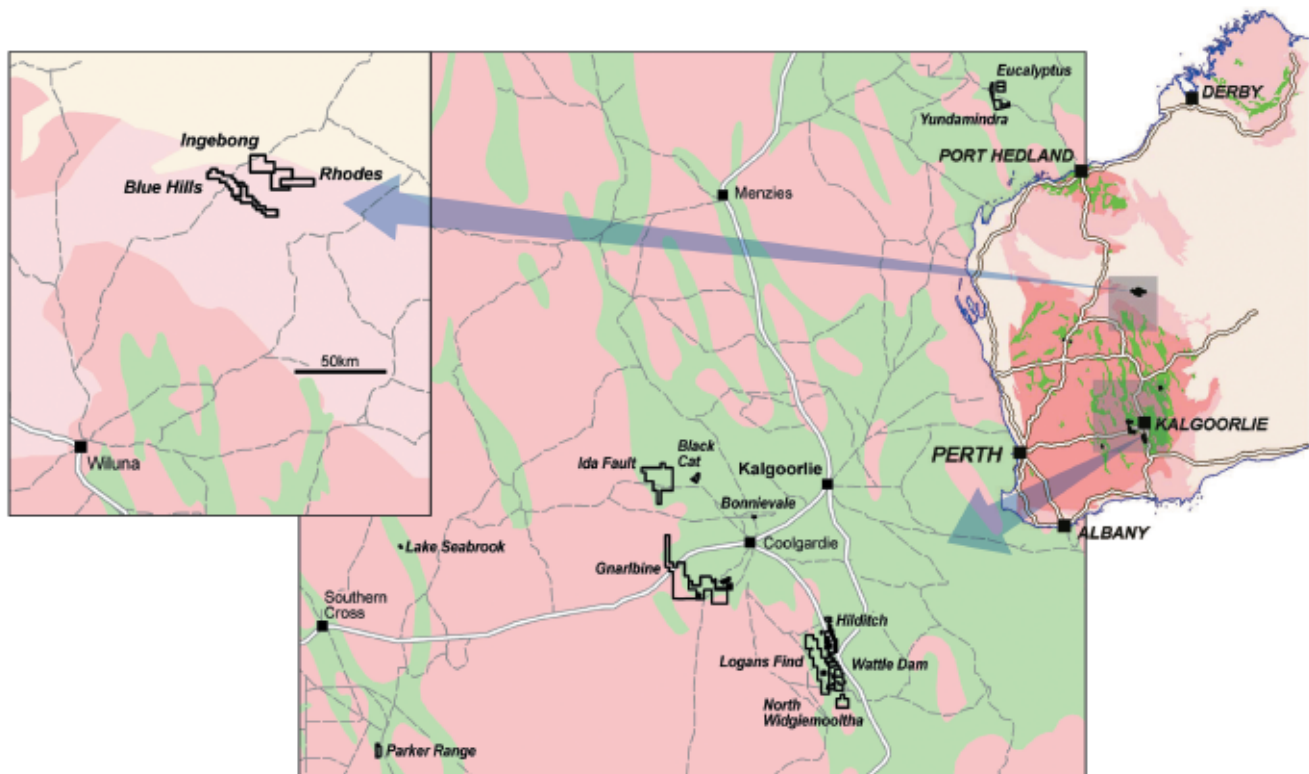 Ingebong
Rhodes
Blue Hills
50km
Wiluna
Eucalyptus
Yundamindra
Menzies
Ida Fault
Black
Cat
Kalgoorlie
Bonnievale
Coolgardie
Lake Seabrook
Gnarlbine
Southern
Cross
Hilditch
Logans Find
Wattle Dam
North
Widgiemooltha
Parker Range
DERBY
PORT HEDLAND
KALGOORLIE
PERTH
ALBANY